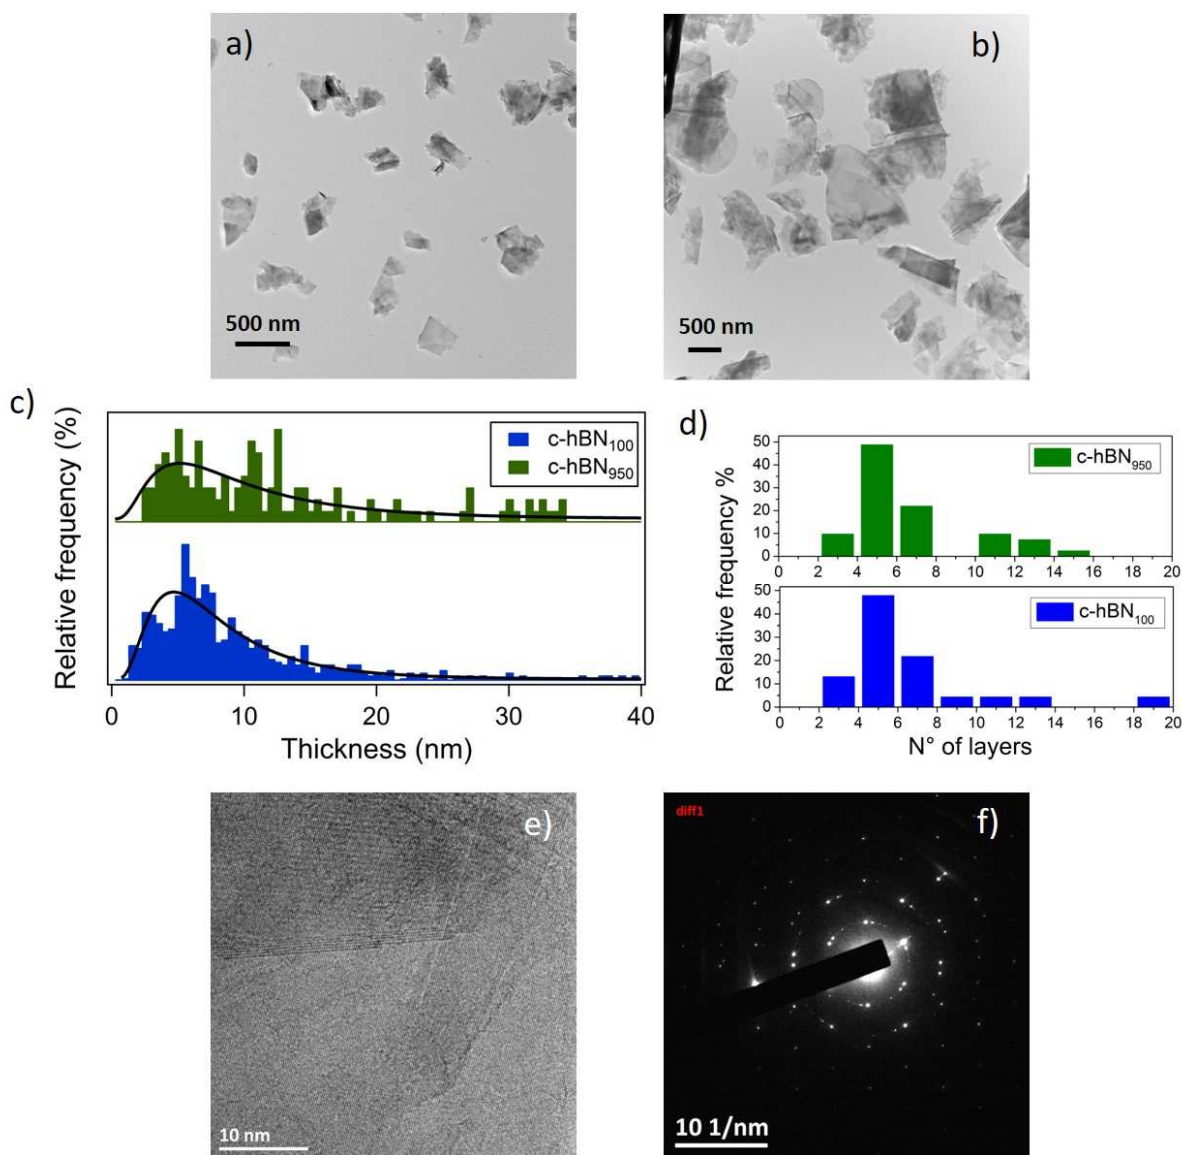 a)
500 nm
b)
500 nm
c)
Relative frequency (%)
c-hBN₁₀₀
c-hBN₉₅₀
0 10 20 30 40
Thickness (nm)
d)
Relative frequency %
50
40
30
20
10
0
c-hBN₉₅₀
0 2 4 6 8 10 12 14 16 18 20
50
40
30
20
10
0
c-hBN₁₀₀
0 2 4 6 8 10 12 14 16 18 20
N° of layers
e)
10 nm
diff1
f)
10 1/nm